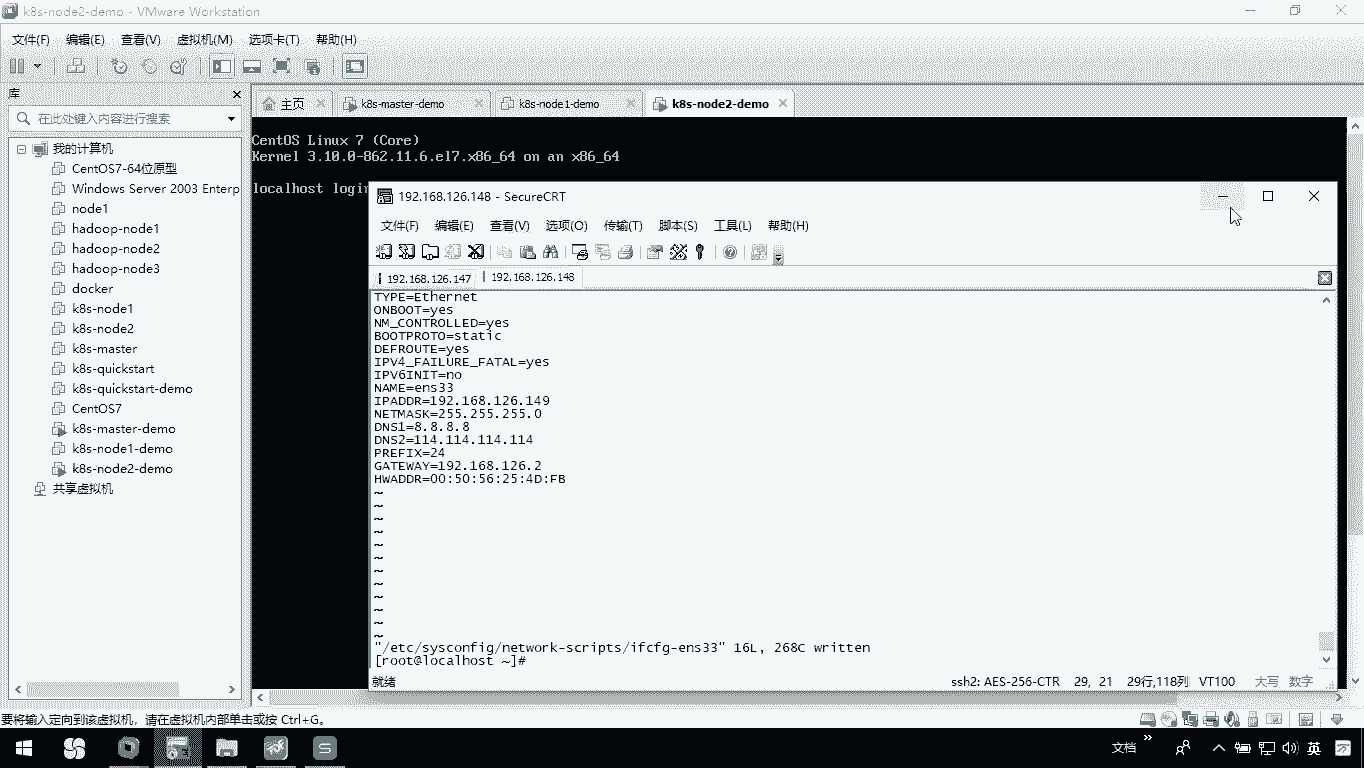 k8s-node2-demo - VMware Workstation
文件(F) 编辑(E) 查看(V) 虚拟机(M) 选项卡(T) 帮助(H)
库
在此处键入内容进行搜索
我的计算机
CentOS7-64位原型
Windows Server 2003 Enterp
node1
hadoop-node1
hadoop-node2
hadoop-node3
docker
k8s-node1
k8s-node2
k8s-master
k8s-quickstart
k8s-quickstart-demo
CentOS7
k8s-master-demo
k8s-node1-demo
k8s-node2-demo
共享虚拟机
主页 k8s-master-demo k8s-node1-demo k8s-node2-demo
CentOS Linux 7 (Core)
Kernel 3.10.0-862.11.6.el7.x86_64 on an x86_64
localhost login
192.168.126.148 - SecureCRT
文件(F) 编辑(E) 查看(V) 选项(O) 传输(T) 脚本(S) 工具(L) 帮助(H)
192.168.126.147 192.168.126.148
TYPE=Ethernet
ONBOOT=yes
NM_CONTROLLED=yes
BOOTPROTO=static
DEFROUTE=yes
IPV4_FAILURE_FATAL=yes
IPV6INIT=no
NAME=ens33
IPADDR=192.168.126.149
NETMASK=255.255.255.0
DNS1=8.8.8.8
DNS2=114.114.114.114
PREFIX=24
GATEWAY=192.168.126.2
HWADDR=00:50:56:25:4D:FB
~
~
~
~
~
~
~
~
~
~
~
~
"/etc/sysconfig/network-scripts/ifcfg-ens33" 16L, 268C written
[root@localhost ~]#
就绪 ssh2: AES-256-CTR 29, 21 29行,118列 VT100 大写 数字
要将输入定向到该虚拟机，请在虚拟机内部单击或按 Ctrl+G。
文档 英